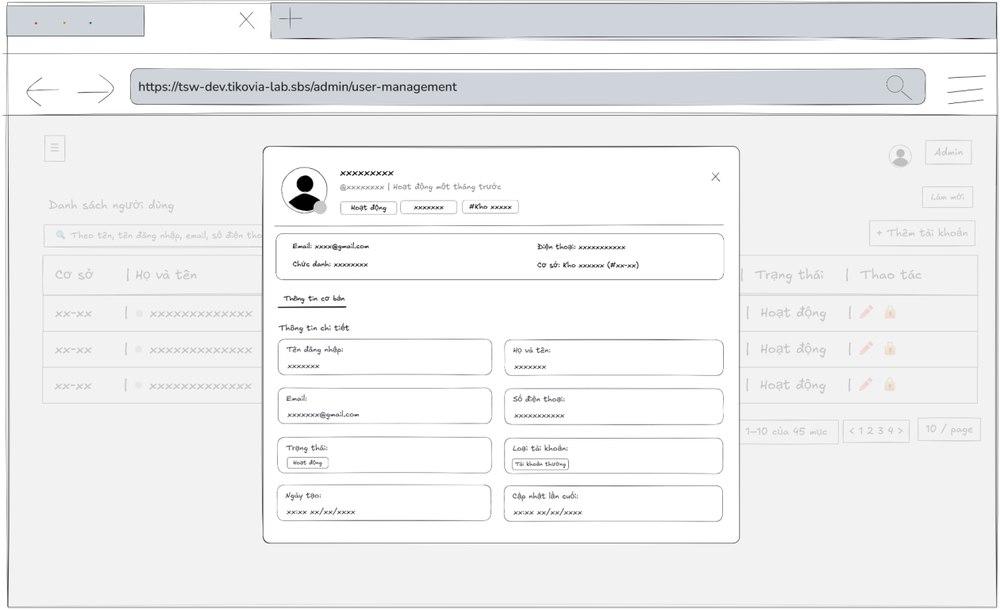 https://tsw-dev.tikovia-lab.sbs/admin/user-management
Admin
Làm mới
Danh sách người dùng
Theo tên, tên đăng nhập, email, số điện tho
+ Thêm tài khoản
Cơ sở | Họ và tên | Trạng thái | Thao tác
xx-xx | xxxxxxxxxxxxx | Hoạt động |
xx-xx | xxxxxxxxxxxxx | Hoạt động |
xx-xx | xxxxxxxxxxxxx | Hoạt động |
1-10 của 45 mục < 1 2 3 4 > 10 / page
xxxxxxxxx
@xxxxxxxx | Hoạt động một tháng trước
Hoạt động xxxxxxx #Kho xxxxx
Email: xxxx@gmail.com Điện thoại: xxxxxxxxxxx
Chức danh: xxxxxxxx Cơ sở: Kho xxxxxx (#xx-xx)
Thông tin cơ bản
Thông tin chi tiết
Tên đăng nhập: Họ và tên:
xxxxxxx xxxxxxx
Email: Số điện thoại:
xxxxxxx@gmail.com xxxxxxxxxxx
Trạng thái: Loại tài khoản:
Hoạt động Tài khoản thường
Ngày tạo: Cập nhật lần cuối:
xx:xx xx/xx/xxxx xx:xx xx/xx/xxxx